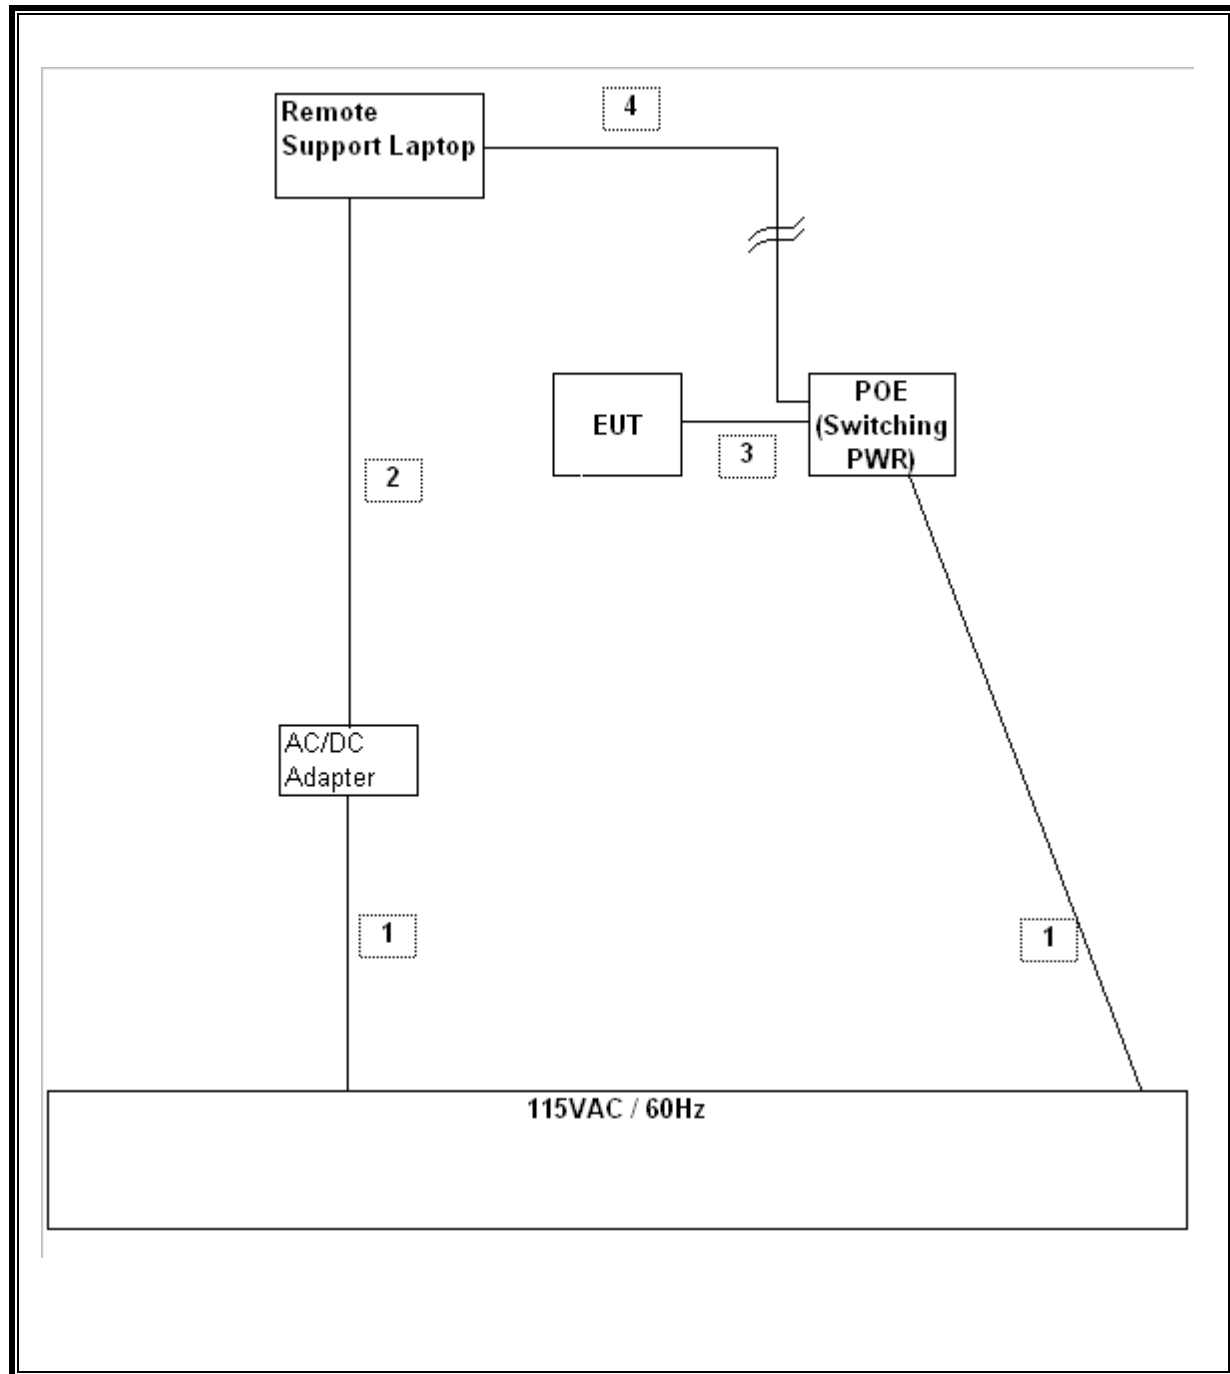 Remote
Support Laptop
4
EUT
3
POE
(Switching
PWR)
2
AC/DC
Adapter
1
1
115VAC / 60Hz